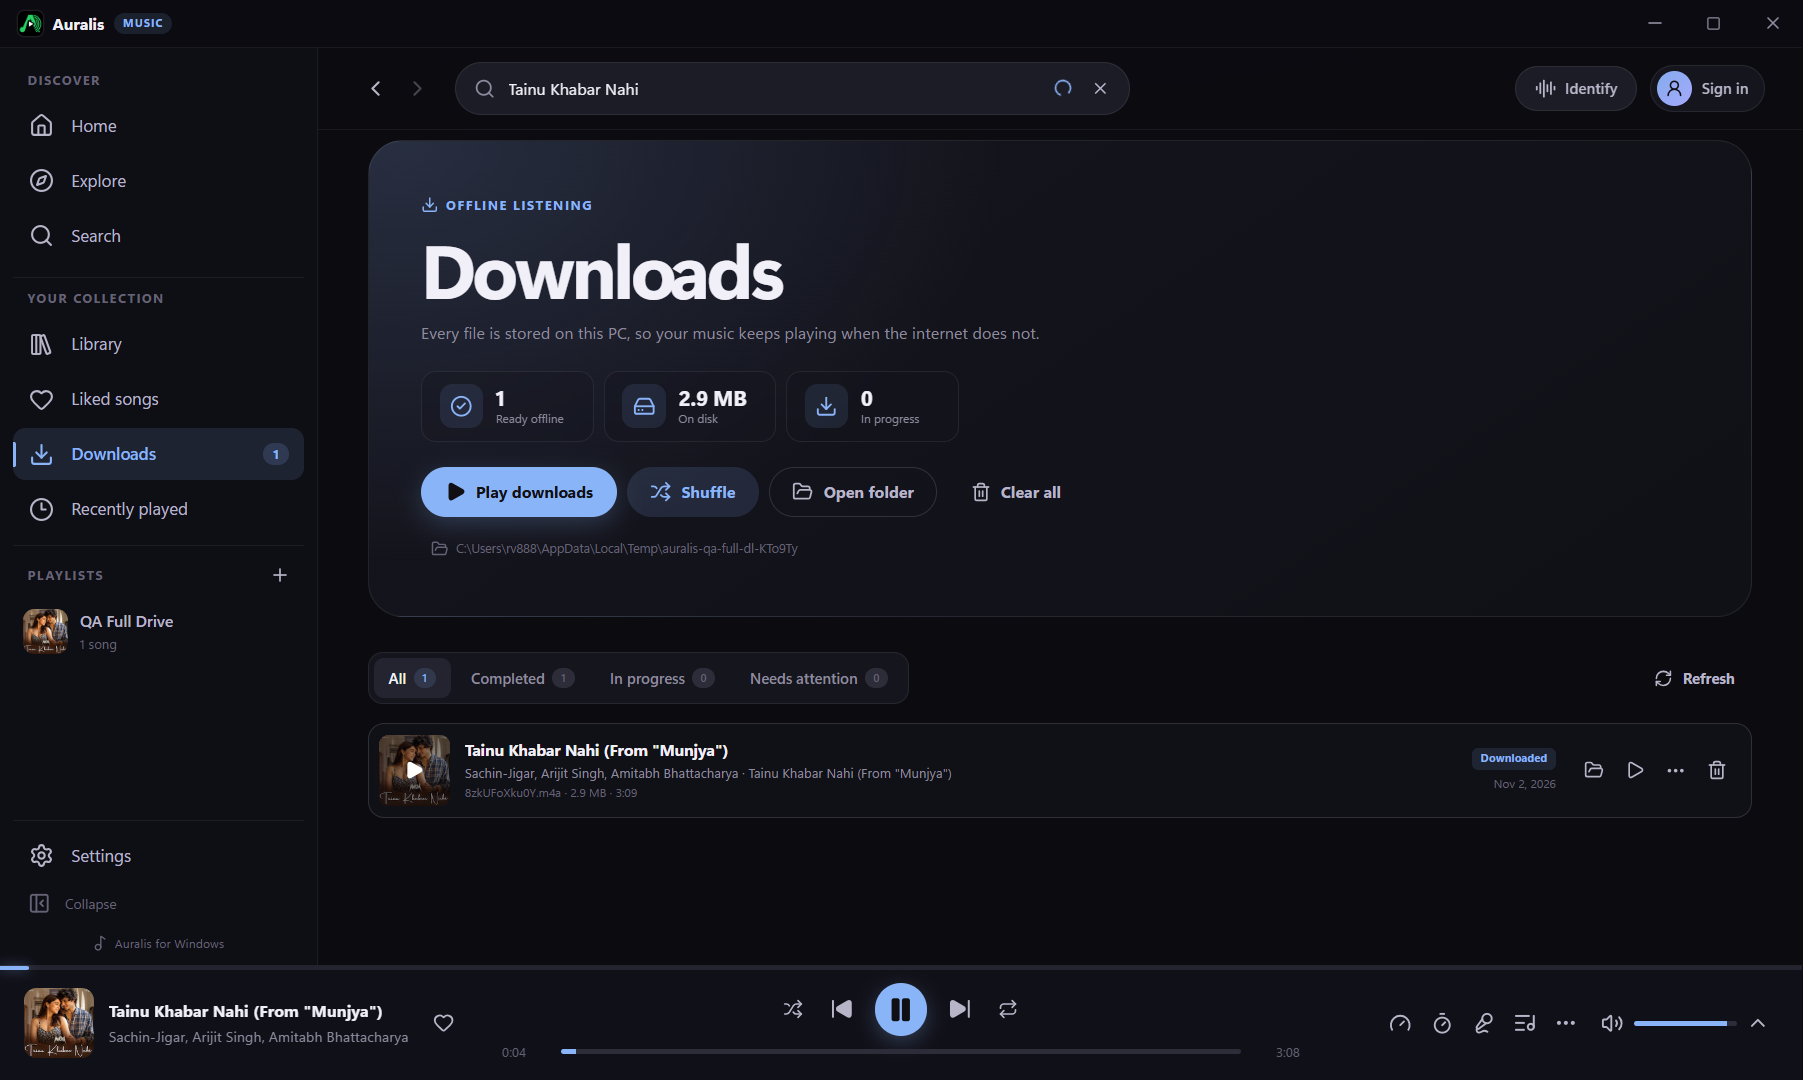 Auralis MUSIC
DISCOVER
Home
Explore
Search
YOUR COLLECTION
Library
Liked songs
Downloads 1
Recently played
PLAYLISTS
QA Full Drive
1 song
Settings
Collapse
Auralis for Windows
Tainu Khabar Nahi
Identify
Sign in
OFFLINE LISTENING
Downloads
Every file is stored on this PC, so your music keeps playing when the internet does not.
1
Ready offline
2.9 MB
On disk
0
In progress
Play downloads
Shuffle
Open folder
Clear all
C:\Users\rv888\AppData\Local\Temp\auralis-qa-full-dl-KTo9Ty
All 1
Completed 1
In progress 0
Needs attention 0
Refresh
Tainu Khabar Nahi (From "Munjya")
Sachin-Jigar, Arijit Singh, Amitabh Bhattacharya · Tainu Khabar Nahi (From "Munjya")
8zkUFoXku0Y.m4a · 2.9 MB · 3:09
Downloaded
Nov 2, 2026
Tainu Khabar Nahi (From "Munjya")
Sachin-Jigar, Arijit Singh, Amitabh Bhattacharya
0:04
3:08